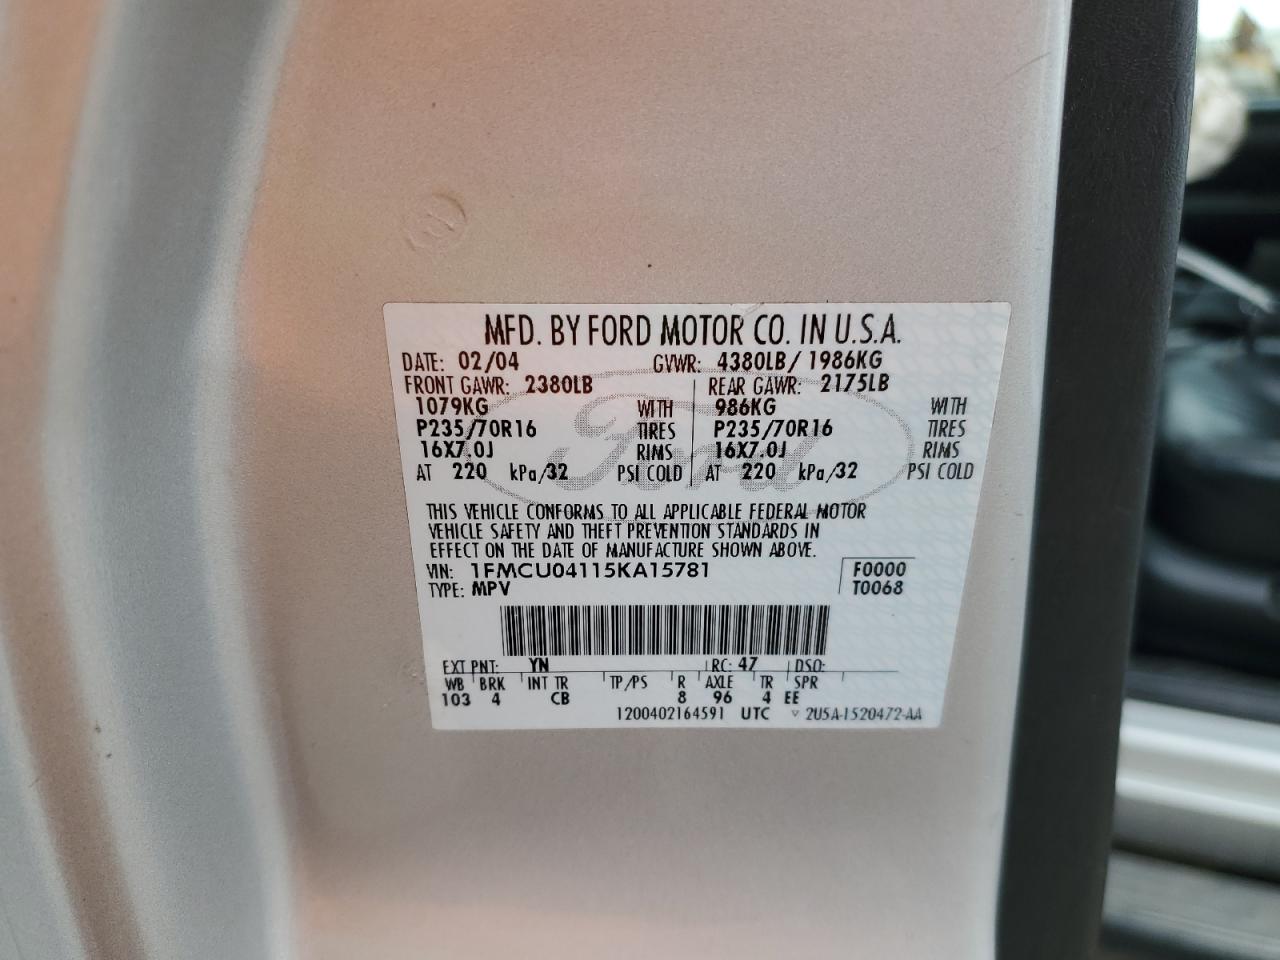 MFD. BY FORD MOTOR CO. IN U.S.A.
DATE: 02/04 GVWR: 4380LB/ 1986KG
FRONT GAWR: 2380LB REAR GAWR: 2175LB
1079KG WITH 986KG WITH
P235/70R16 TIRES P235/70R16 TIRES
16X7.0J RIMS 16X7.0J RIMS
AT 220 kPa/32 PSI COLD AT 220 kPa/32 PSI COLD
Ford
THIS VEHICLE CONFORMS TO ALL APPLICABLE FEDERAL MOTOR
VEHICLE SAFETY AND THEFT PREVENTION STANDARDS IN
EFFECT ON THE DATE OF MANUFACTURE SHOWN ABOVE.
VIN: 1FMCU04115KA15781 F0000
TYPE: MPV T0068
EXT PNT: YN RC: 47 DSO:
WB BRK INT TR TP/PS R AXLE TR SPR
103 4 CB 8 96 4 EE
1200402164591 UTC 2U5A-1520472-AA